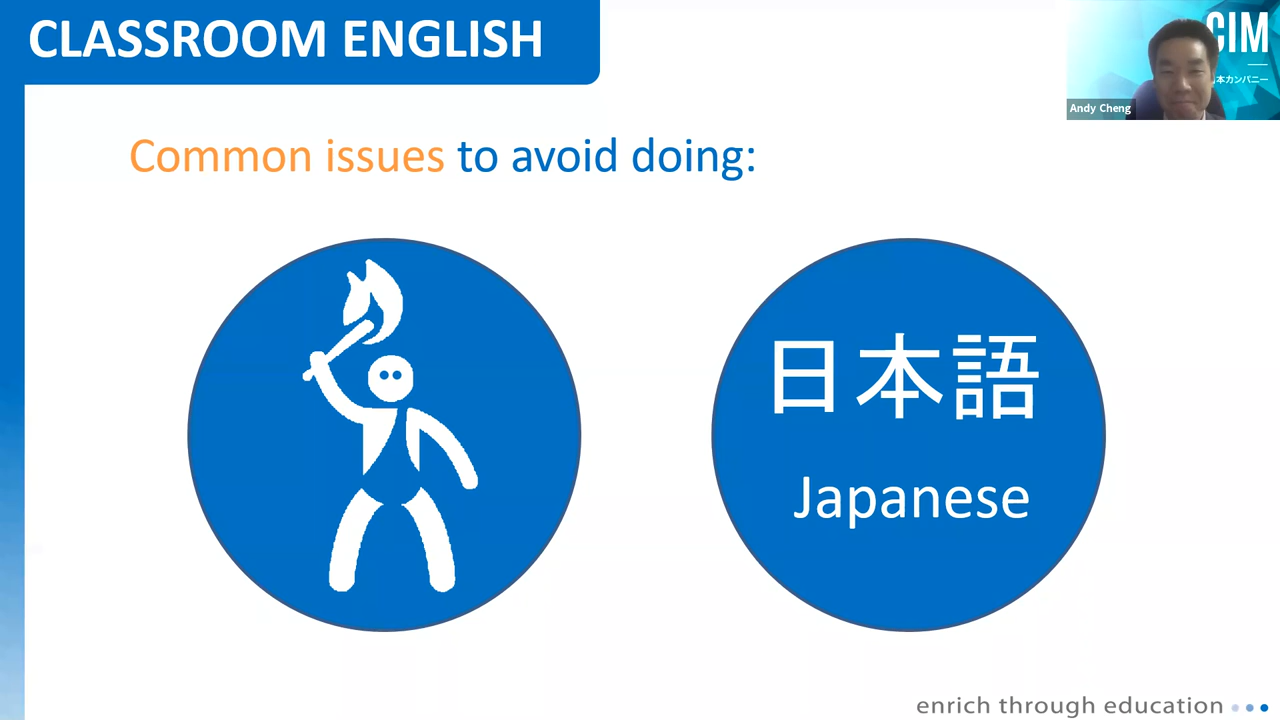 CLASSROOM ENGLISH
CIM
本カンパニー
Andy Cheng
Common issues to avoid doing:
日本語
Japanese
enrich through education